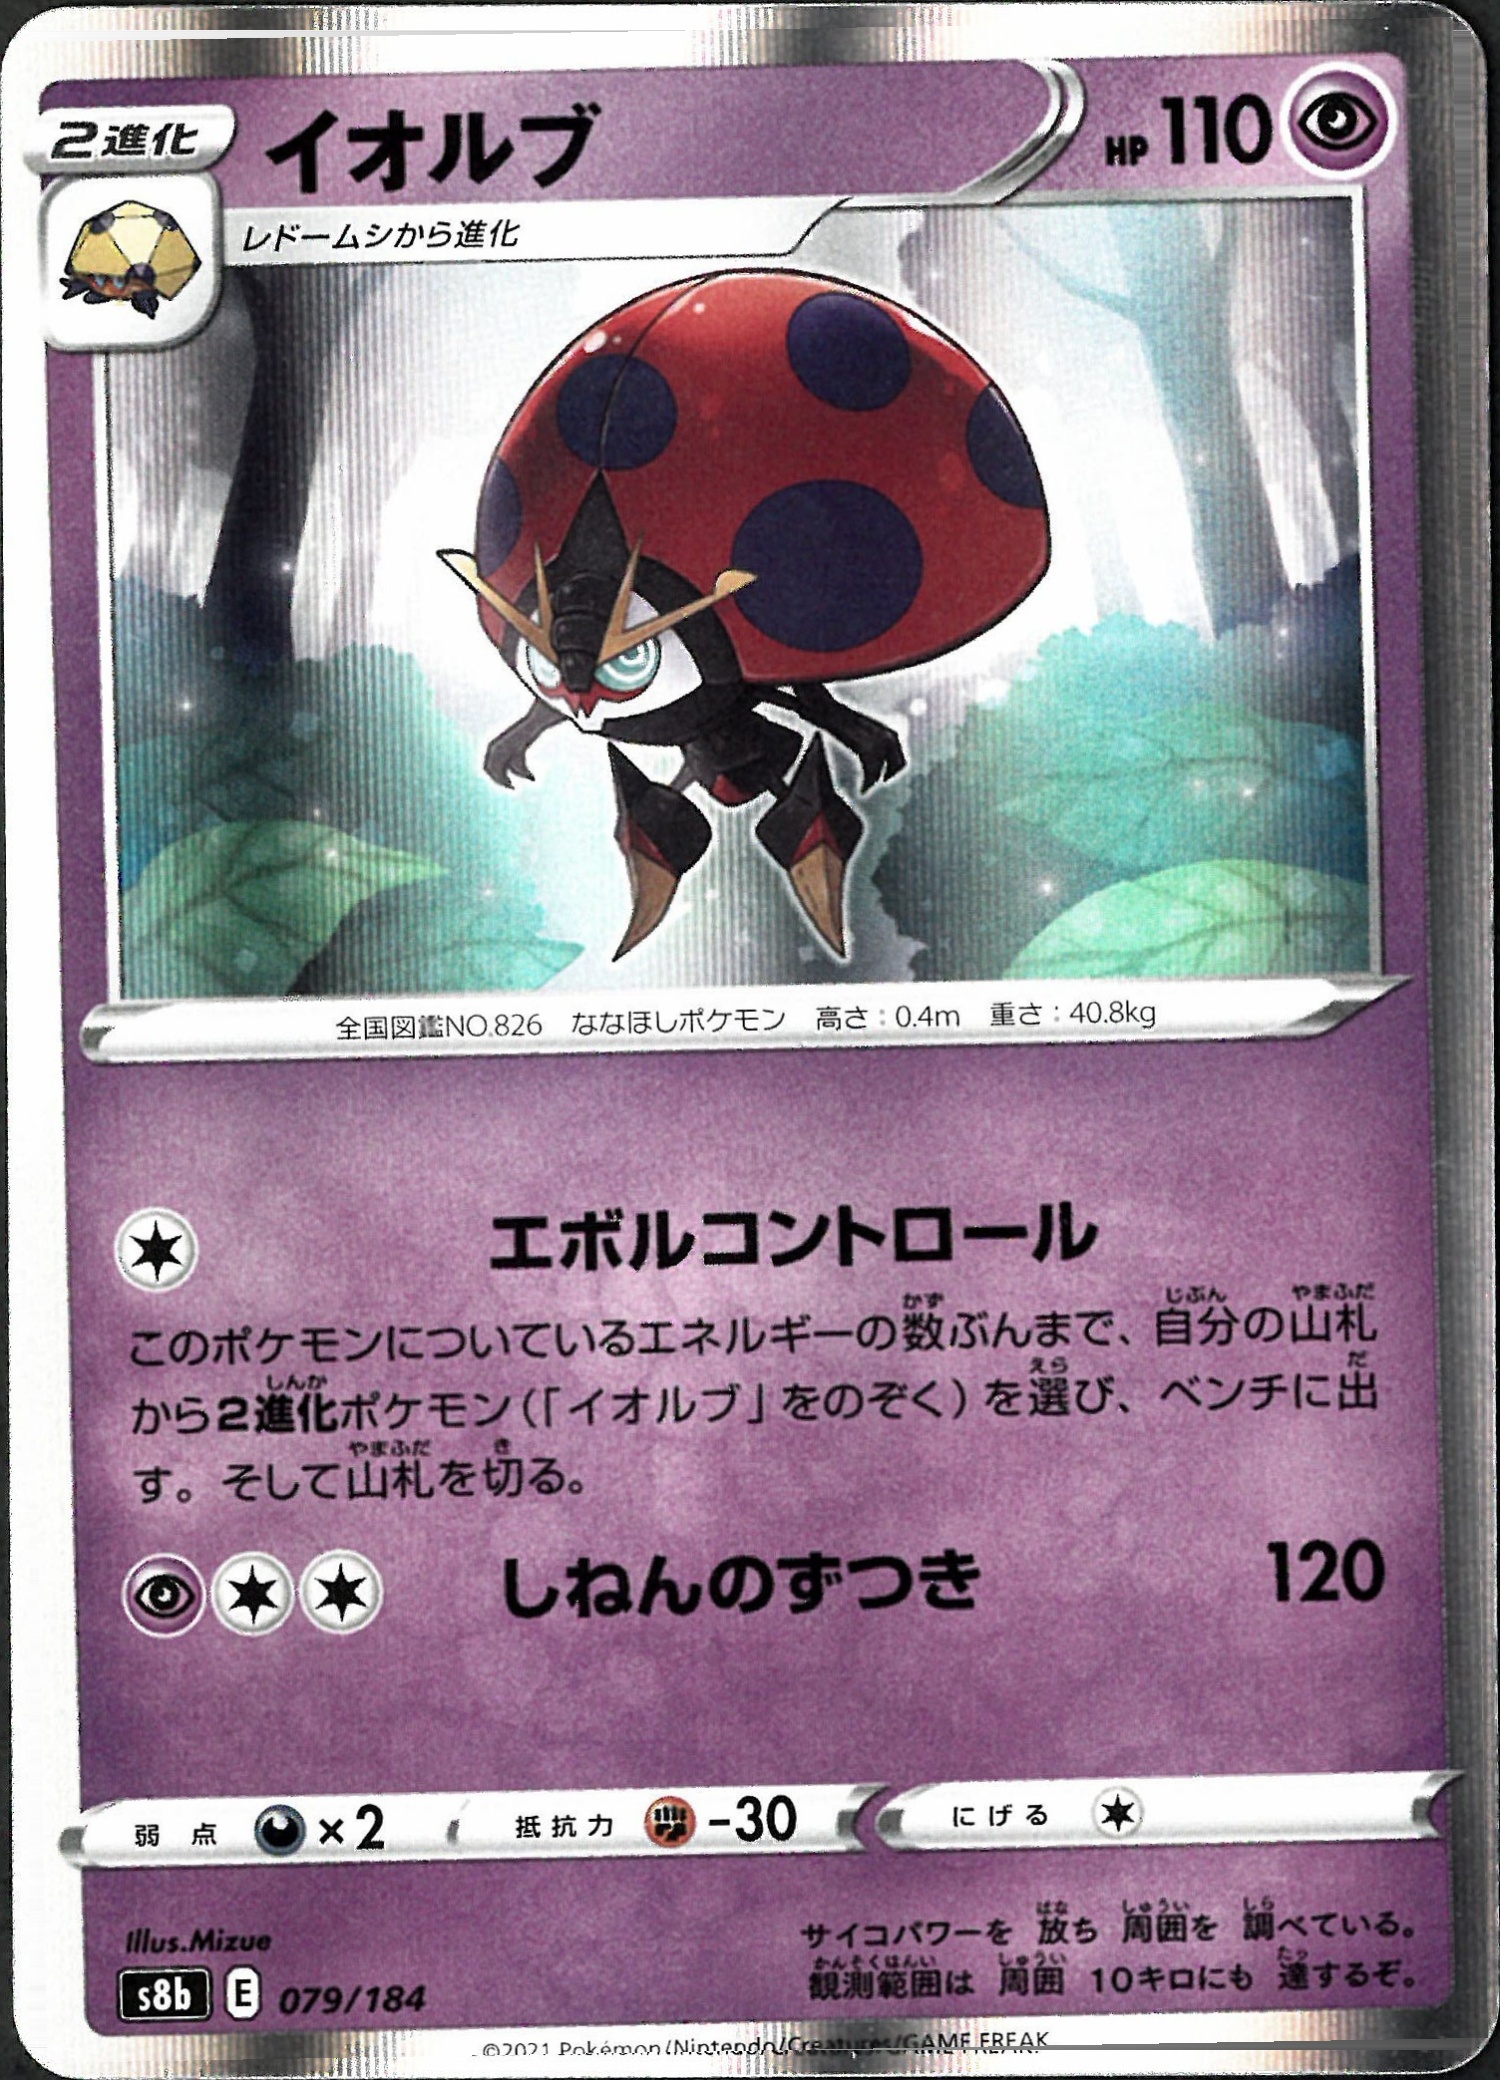 2進化 イオルブ HP 110
レドームシから進化
全国図鑑NO.826 ななほしポケモン 高さ:0.4m 重さ:40.8kg
エボルコントロール
このポケモンについているエネルギーの数ぶんまで、自分の山札
から2進化ポケモン(「イオルブ」をのぞく)を選び、ベンチに出
す。そして山札を切る。
しねんのずつき 120
弱点 ×2 抵抗力 -30 にげる
Illus.Mizue
サイコパワーを 放ち 周囲を 調べている。
観測範囲は 周囲 10キロにも 達するぞ。
s8b E 079/184
©2021 Pokémon/Nintendo/Creatures/GAME FREAK